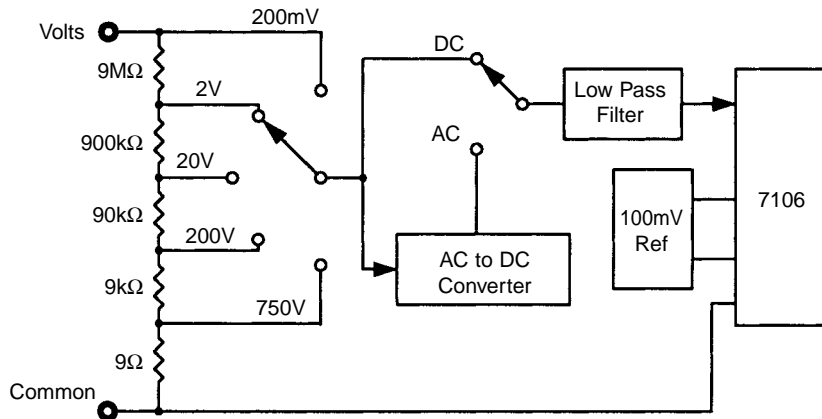 200mV
Volts
DC
9MΩ
2V
Low Pass
Filter
900kΩ
AC
20V
7106
90kΩ
100mV
Ref
200V
AC to DC
Converter
9kΩ
750V
9Ω
Common